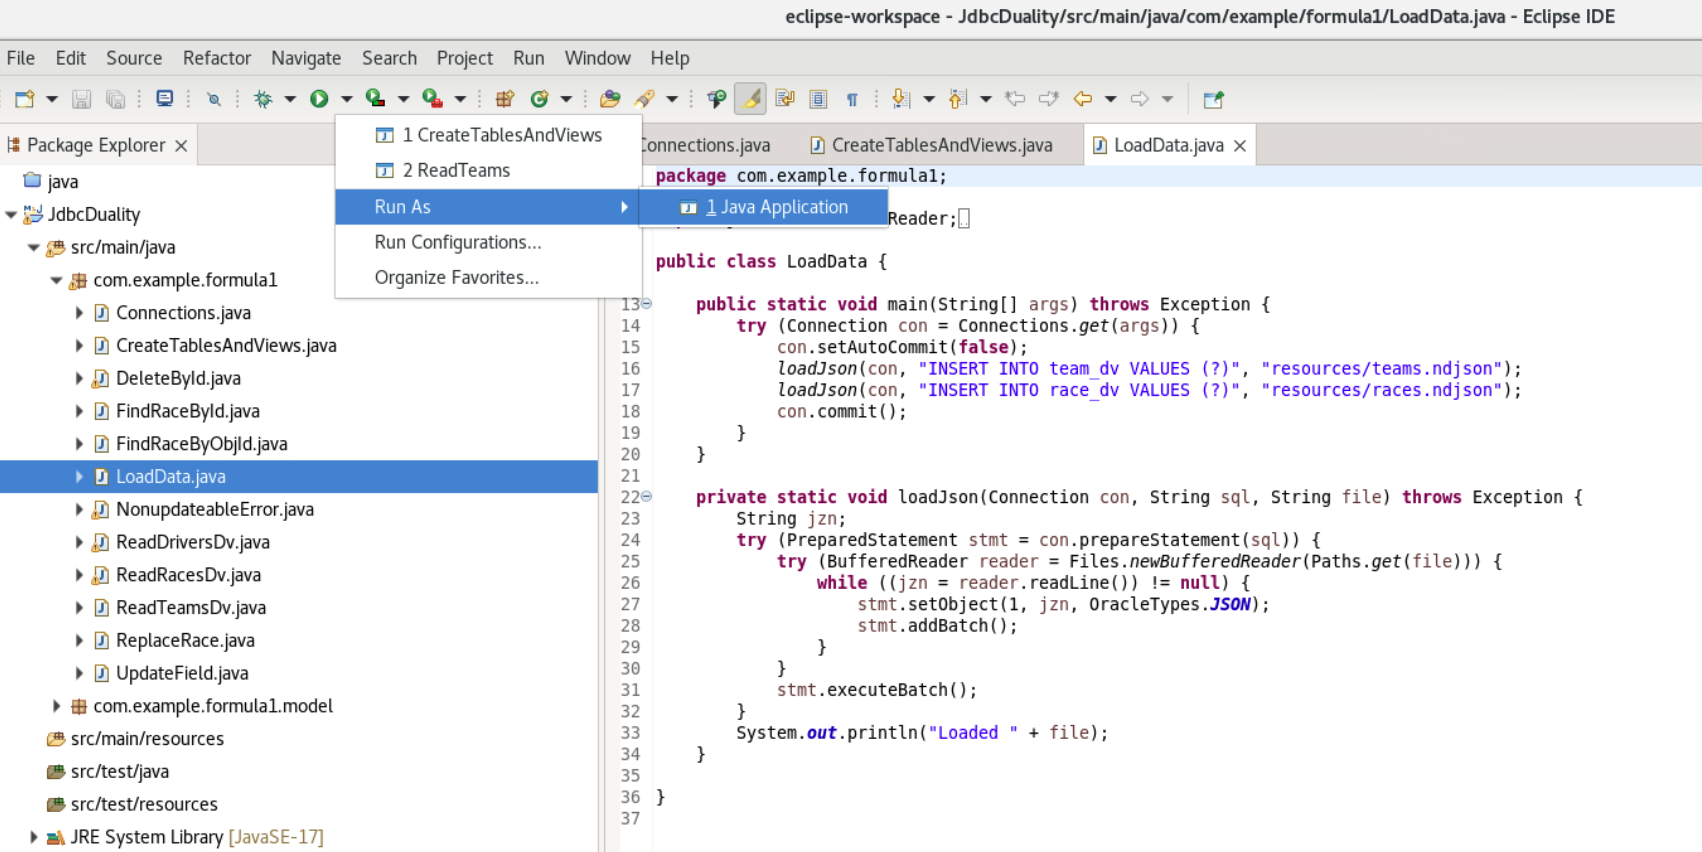 eclipse-workspace - JdbcDuality/src/main/java/com/example/formula1/LoadData.java - Eclipse IDE
File Edit Source Refactor Navigate Search Project Run Window Help
Package Explorer
java
JdbcDuality
src/main/java
com.example.formula1
Connections.java
CreateTablesAndViews.java
DeleteById.java
FindRaceById.java
FindRaceByObjId.java
LoadData.java
NonupdateableError.java
ReadDriversDv.java
ReadRacesDv.java
ReadTeamsDv.java
ReplaceRace.java
UpdateField.java
com.example.formula1.model
src/main/resources
src/test/java
src/test/resources
JRE System Library [JavaSE-17]
1 CreateTablesAndViews
2 ReadTeams
Run As
Run Configurations...
Organize Favorites...
1 Java Application
Connections.java CreateTablesAndViews.java LoadData.java
package com.example.formula1;
Reader;
public class LoadData {
13 public static void main(String[] args) throws Exception {
14 try (Connection con = Connections.get(args)) {
15 con.setAutoCommit(false);
16 loadJson(con, "INSERT INTO team_dv VALUES (?)", "resources/teams.ndjson");
17 loadJson(con, "INSERT INTO race_dv VALUES (?)", "resources/races.ndjson");
18 con.commit();
19 }
20 }
21
22 private static void loadJson(Connection con, String sql, String file) throws Exception {
23 String jzn;
24 try (PreparedStatement stmt = con.prepareStatement(sql)) {
25 try (BufferedReader reader = Files.newBufferedReader(Paths.get(file))) {
26 while ((jzn = reader.readLine()) != null) {
27 stmt.setObject(1, jzn, OracleTypes.JSON);
28 stmt.addBatch();
29 }
30 }
31 stmt.executeBatch();
32 }
33 System.out.println("Loaded " + file);
34 }
35
36 }
37